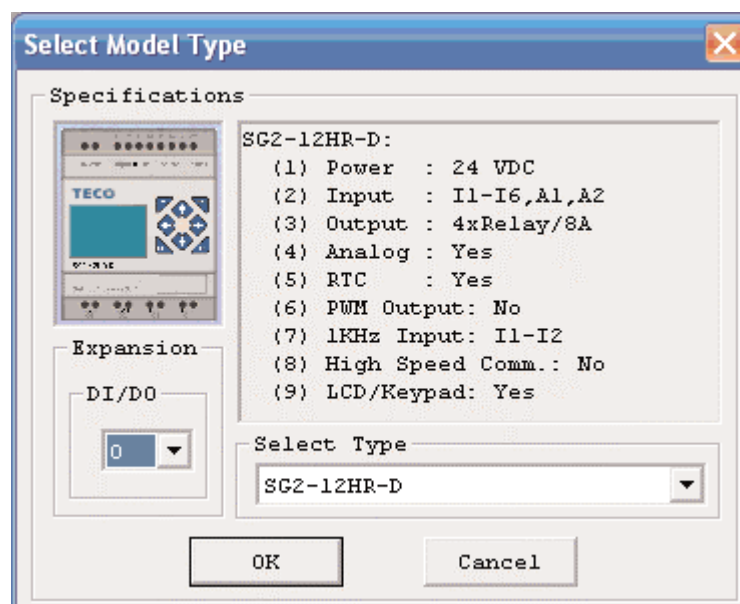 Select Model Type
Specifications
TECO
SG2-12HR-D:
(1) Power : 24 VDC
(2) Input : I1-I6,A1,A2
(3) Output : 4xRelay/8A
(4) Analog : Yes
(5) RTC : Yes
(6) PWM Output: No
(7) 1KHz Input: I1-I2
(8) High Speed Comm.: No
(9) LCD/Keypad: Yes
Expansion
DI/DO
0
Select Type
SG2-12HR-D
OK
Cancel